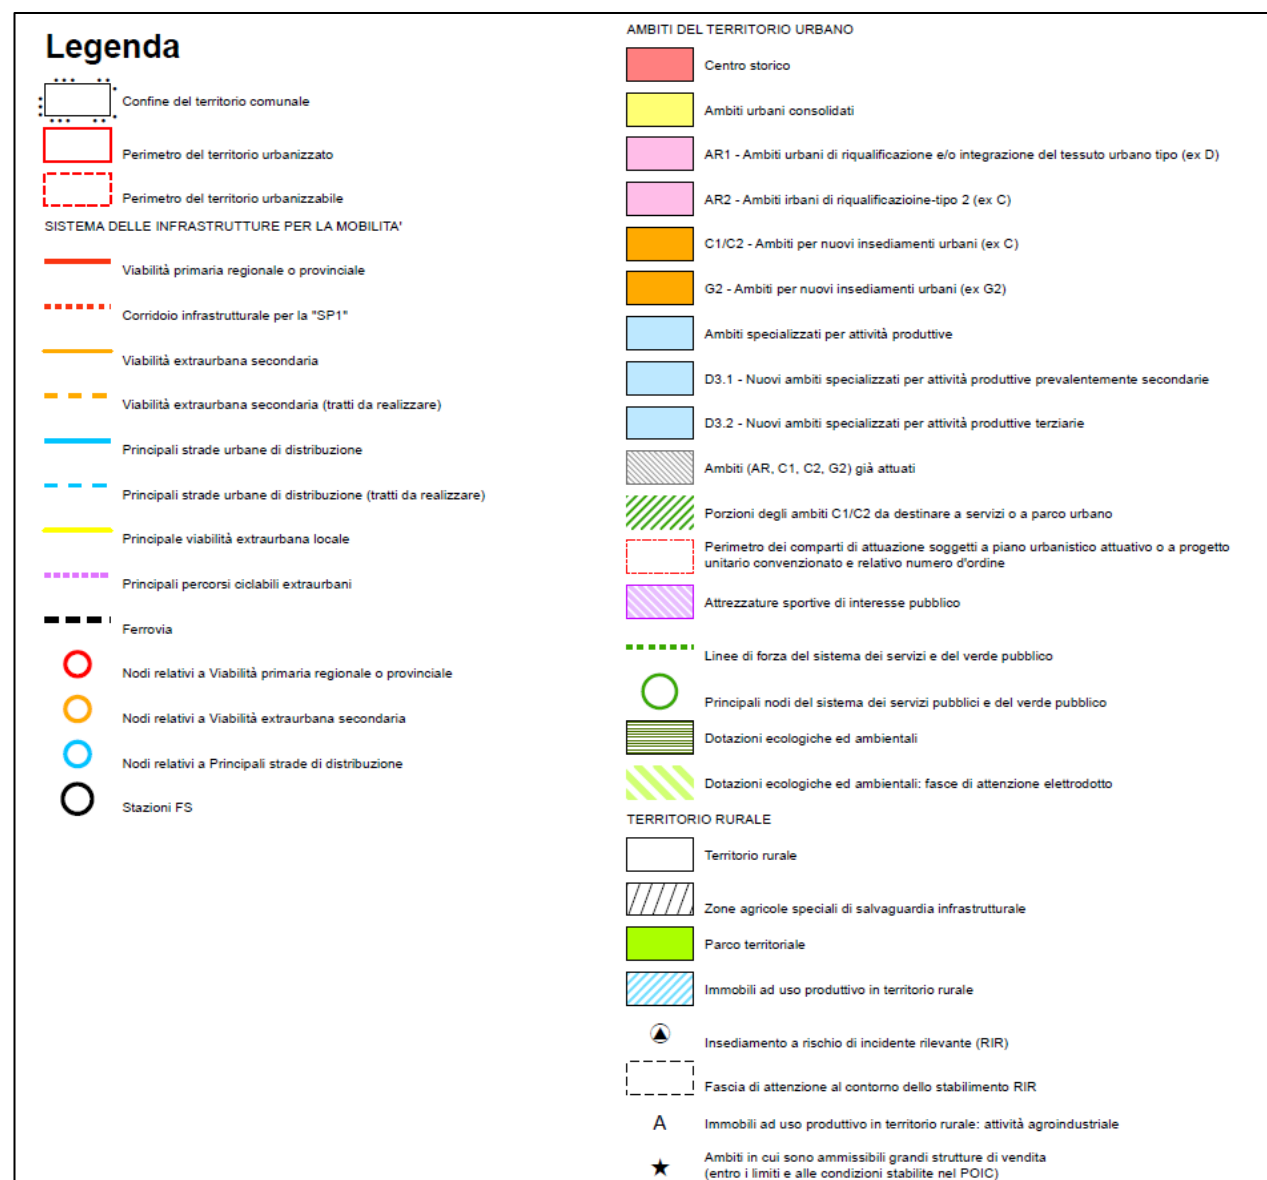 Legenda
Confine del territorio comunale
Perimetro del territorio urbanizzato
Perimetro del territorio urbanizzabile
SISTEMA DELLE INFRASTRUTTURE PER LA MOBILITA'
Viabilità primaria regionale o provinciale
Corridoio infrastrutturale per la "SP1"
Viabilità extraurbana secondaria
Viabilità extraurbana secondaria (tratti da realizzare)
Principali strade urbane di distribuzione
Principali strade urbane di distribuzione (tratti da realizzare)
Principale viabilità extraurbana locale
Principali percorsi ciclabili extraurbani
Ferrovia
Nodi relativi a Viabilità primaria regionale o provinciale
Nodi relativi a Viabilità extraurbana secondaria
Nodi relativi a Principali strade di distribuzione
Stazioni FS
AMBITI DEL TERRITORIO URBANO
Centro storico
Ambiti urbani consolidati
AR1 - Ambiti urbani di riqualificazione e/o integrazione del tessuto urbano tipo (ex D)
AR2 - Ambiti irbani di riqualificazioine-tipo 2 (ex C)
C1/C2 - Ambiti per nuovi insediamenti urbani (ex C)
G2 - Ambiti per nuovi insediamenti urbani (ex G2)
Ambiti specializzati per attività produttive
D3.1 - Nuovi ambiti specializzati per attività produttive prevalentemente secondarie
D3.2 - Nuovi ambiti specializzati per attività produttive terziarie
Ambiti (AR, C1, C2, G2) già attuati
Porzioni degli ambiti C1/C2 da destinare a servizi o a parco urbano
Perimetro dei comparti di attuazione soggetti a piano urbanistico attuativo o a progetto
unitario convenzionato e relativo numero d'ordine
Attrezzature sportive di interesse pubblico
Linee di forza del sistema dei servizi e del verde pubblico
Principali nodi del sistema dei servizi pubblici e del verde pubblico
Dotazioni ecologiche ed ambientali
Dotazioni ecologiche ed ambientali: fasce di attenzione elettrodotto
TERRITORIO RURALE
Territorio rurale
Zone agricole speciali di salvaguardia infrastrutturale
Parco territoriale
Immobili ad uso produttivo in territorio rurale
Insediamento a rischio di incidente rilevante (RIR)
Fascia di attenzione al contorno dello stabilimento RIR
A Immobili ad uso produttivo in territorio rurale: attività agroindustriale
Ambiti in cui sono ammissibili grandi strutture di vendita
(entro i limiti e alle condizioni stabilite nel POIC)